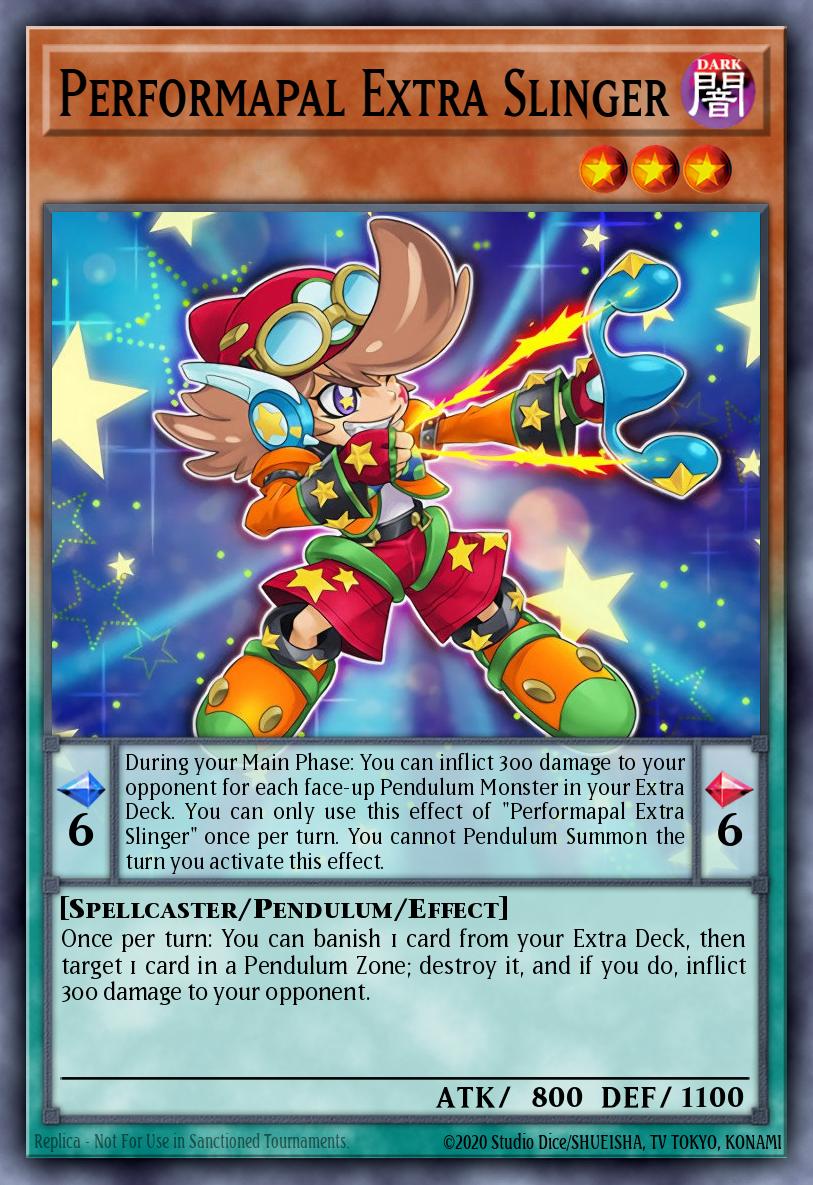 Performapal Extra Slinger
DARK
闇
During your Main Phase: You can inflict 300 damage to your
opponent for each face-up Pendulum Monster in your Extra
Deck. You can only use this effect of "Performapal Extra
Slinger" once per turn. You cannot Pendulum Summon the
turn you activate this effect.
6
6
[Spellcaster/Pendulum/Effect]
Once per turn: You can banish 1 card from your Extra Deck, then
target 1 card in a Pendulum Zone; destroy it, and if you do, inflict
300 damage to your opponent.
ATK/ 800 DEF/ 1100
Replica - Not For Use in Sanctioned Tournaments.
©2020 Studio Dice/SHUEISHA, TV TOKYO, KONAMI